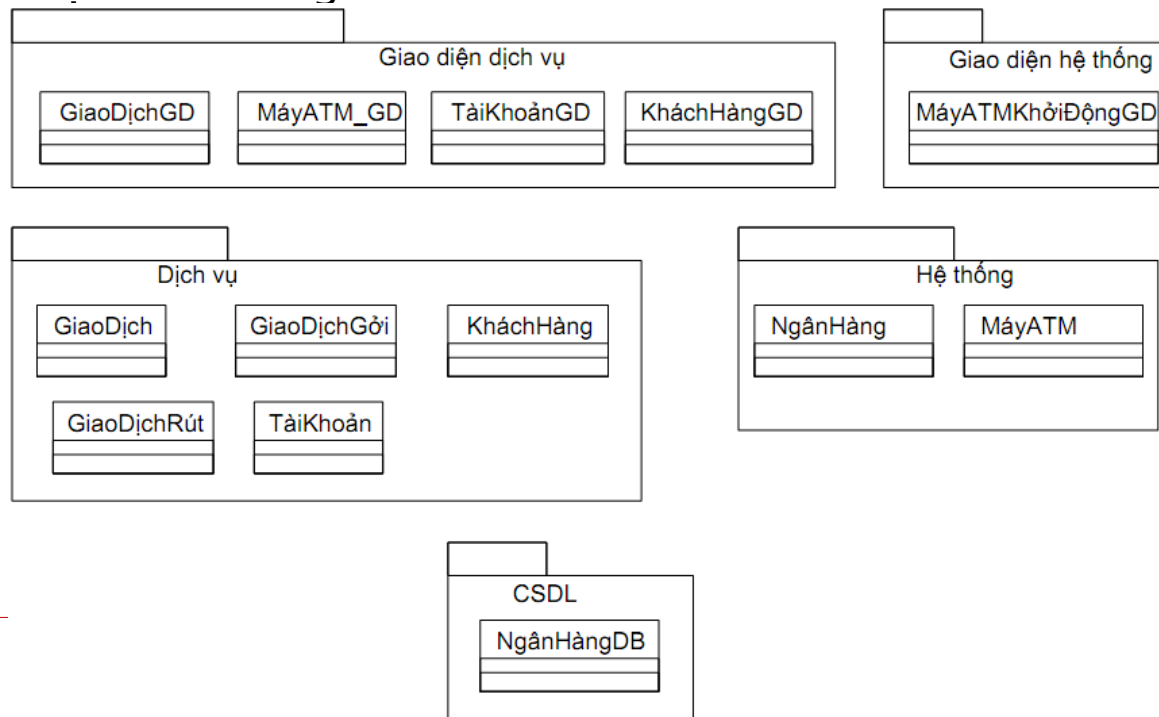 Giao diện dịch vụ
GiaoDịchGD
MáyATM_GD
TàiKhoảnGD
KháchHàngGD
Giao diện hệ thống
MáyATMKhởiĐộngGD
Dịch vụ
GiaoDịch
GiaoDịchGởi
KháchHàng
GiaoDịchRút
TàiKhoản
Hệ thống
NgânHàng
MáyATM
CSDL
NgânHàngDB